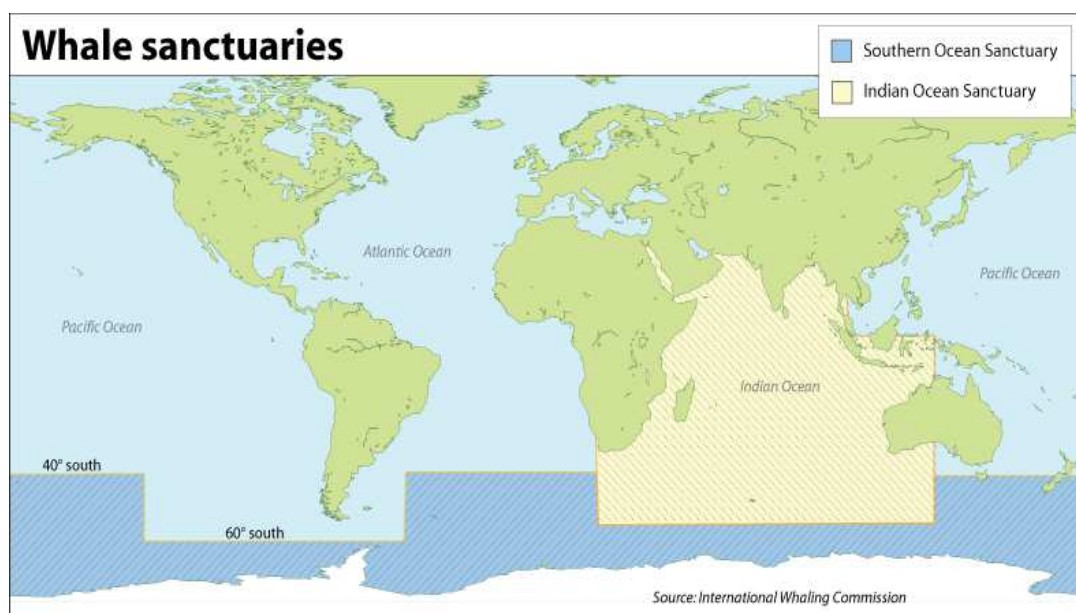 Whale sanctuaries
Southern Ocean Sanctuary
Indian Ocean Sanctuary
Atlantic Ocean
Pacific Ocean
Pacific Ocean
Indian Ocean
40° south
60° south
Source: International Whaling Commission